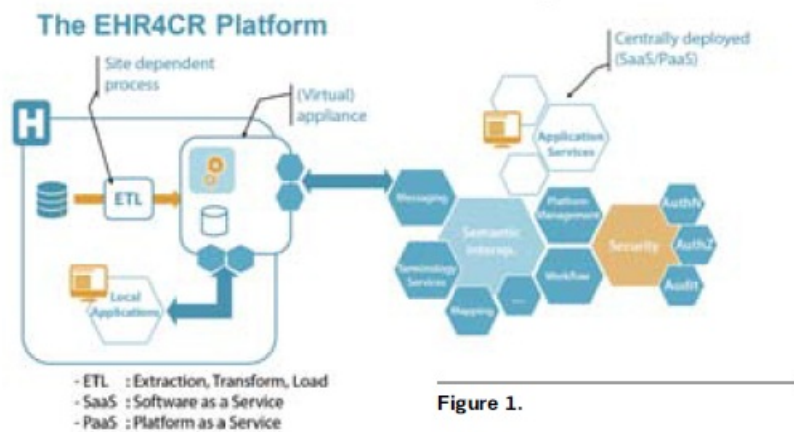 The EHR4CR Platform
Site dependent
process
(Virtual)
appliance
Centrally deployed
(SaaS/PaaS)
H
ETL
Local
Applications
Application
Services
Messaging
Semantic
Interop.
Platform
Management
Security
AuthN
AuthZ
Audit
Terminology
Services
Mapping
...
Workflow
- ETL : Extraction, Transform, Load
- SaaS : Software as a Service
- PaaS : Platform as a Service
Figure 1.